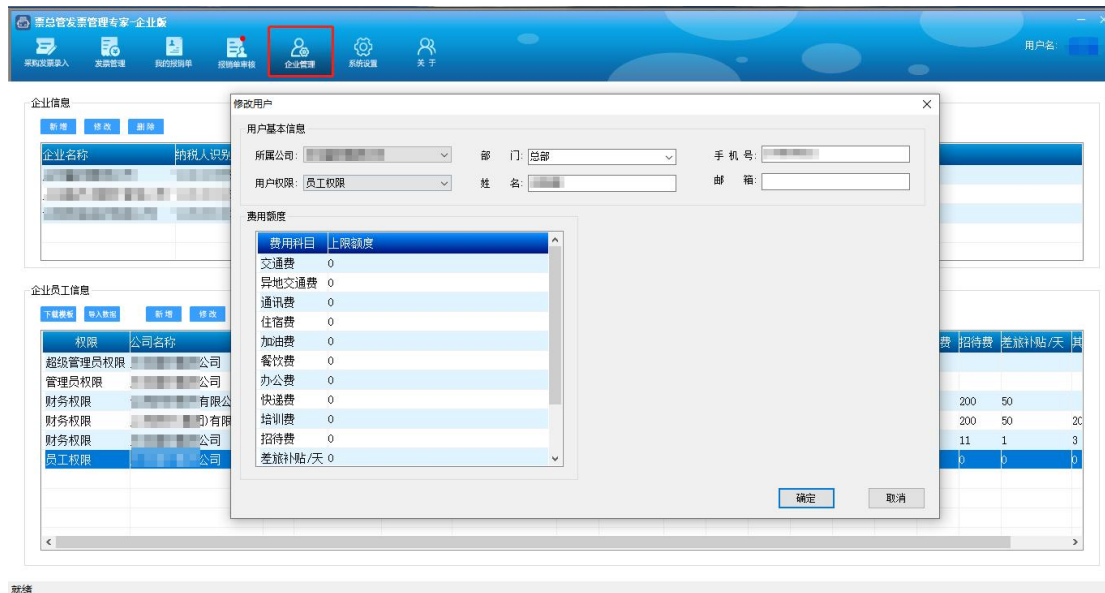 票总管发票管理专家-企业版
采购发票录入 发票管理 我的报销单 报销单审核 企业管理 系统设置 关于
用户名:
企业信息
新增 修改 删除
企业名称 纳税人识别
企业员工信息
下载模板 导入数据 新增 修改
权限 公司名称 费 招待费 差旅补贴/天 其
超级管理员权限 公司
管理员权限 公司
财务权限 有限公 200 50
财务权限 有限 200 50 20
财务权限 公司 11 1 3
员工权限 公司 0 0 0
修改用户
用户基本信息
所属公司: 部 门: 总部 手机号:
用户权限: 员工权限 姓 名: 邮 箱:
费用额度
费用科目 上限额度
交通费 0
异地交通费 0
通讯费 0
住宿费 0
加油费 0
餐饮费 0
办公费 0
快递费 0
培训费 0
招待费 0
差旅补贴/天 0
确定 取消
就绪